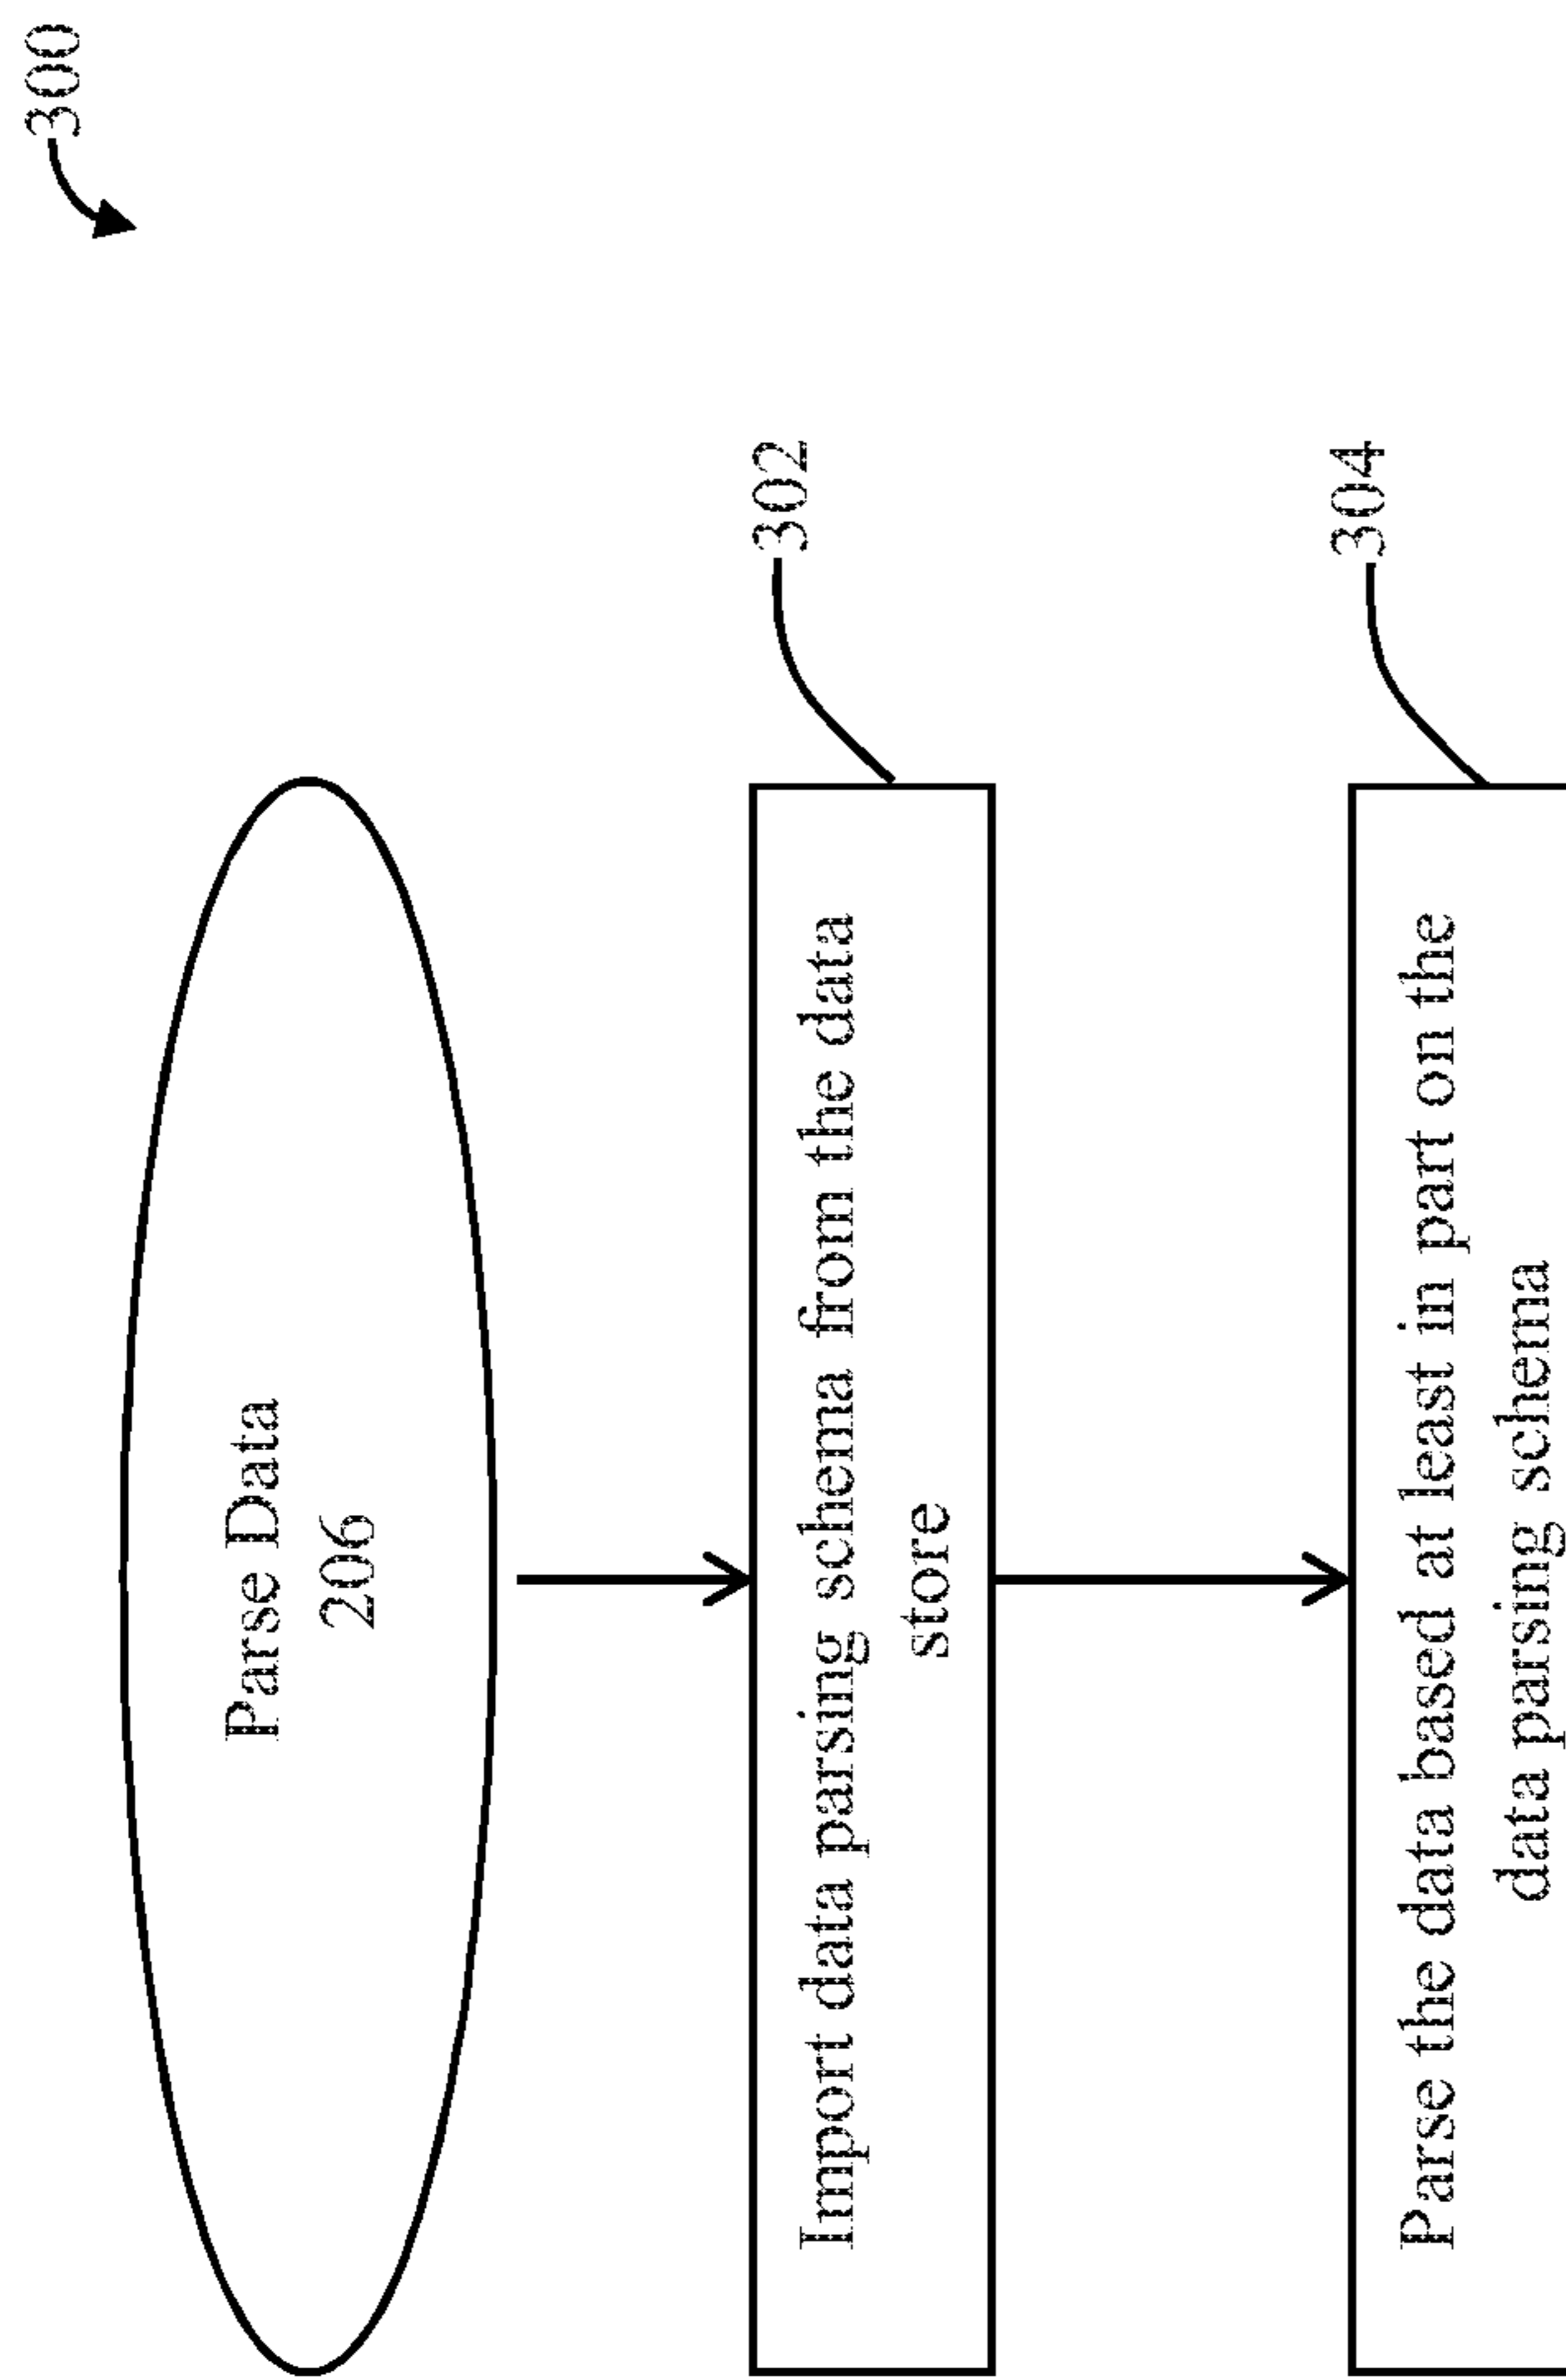 300
Parse Data
206
302
Import data parsing schema from the data
store
304
Parse the data based at least in part on the
data parsing schema